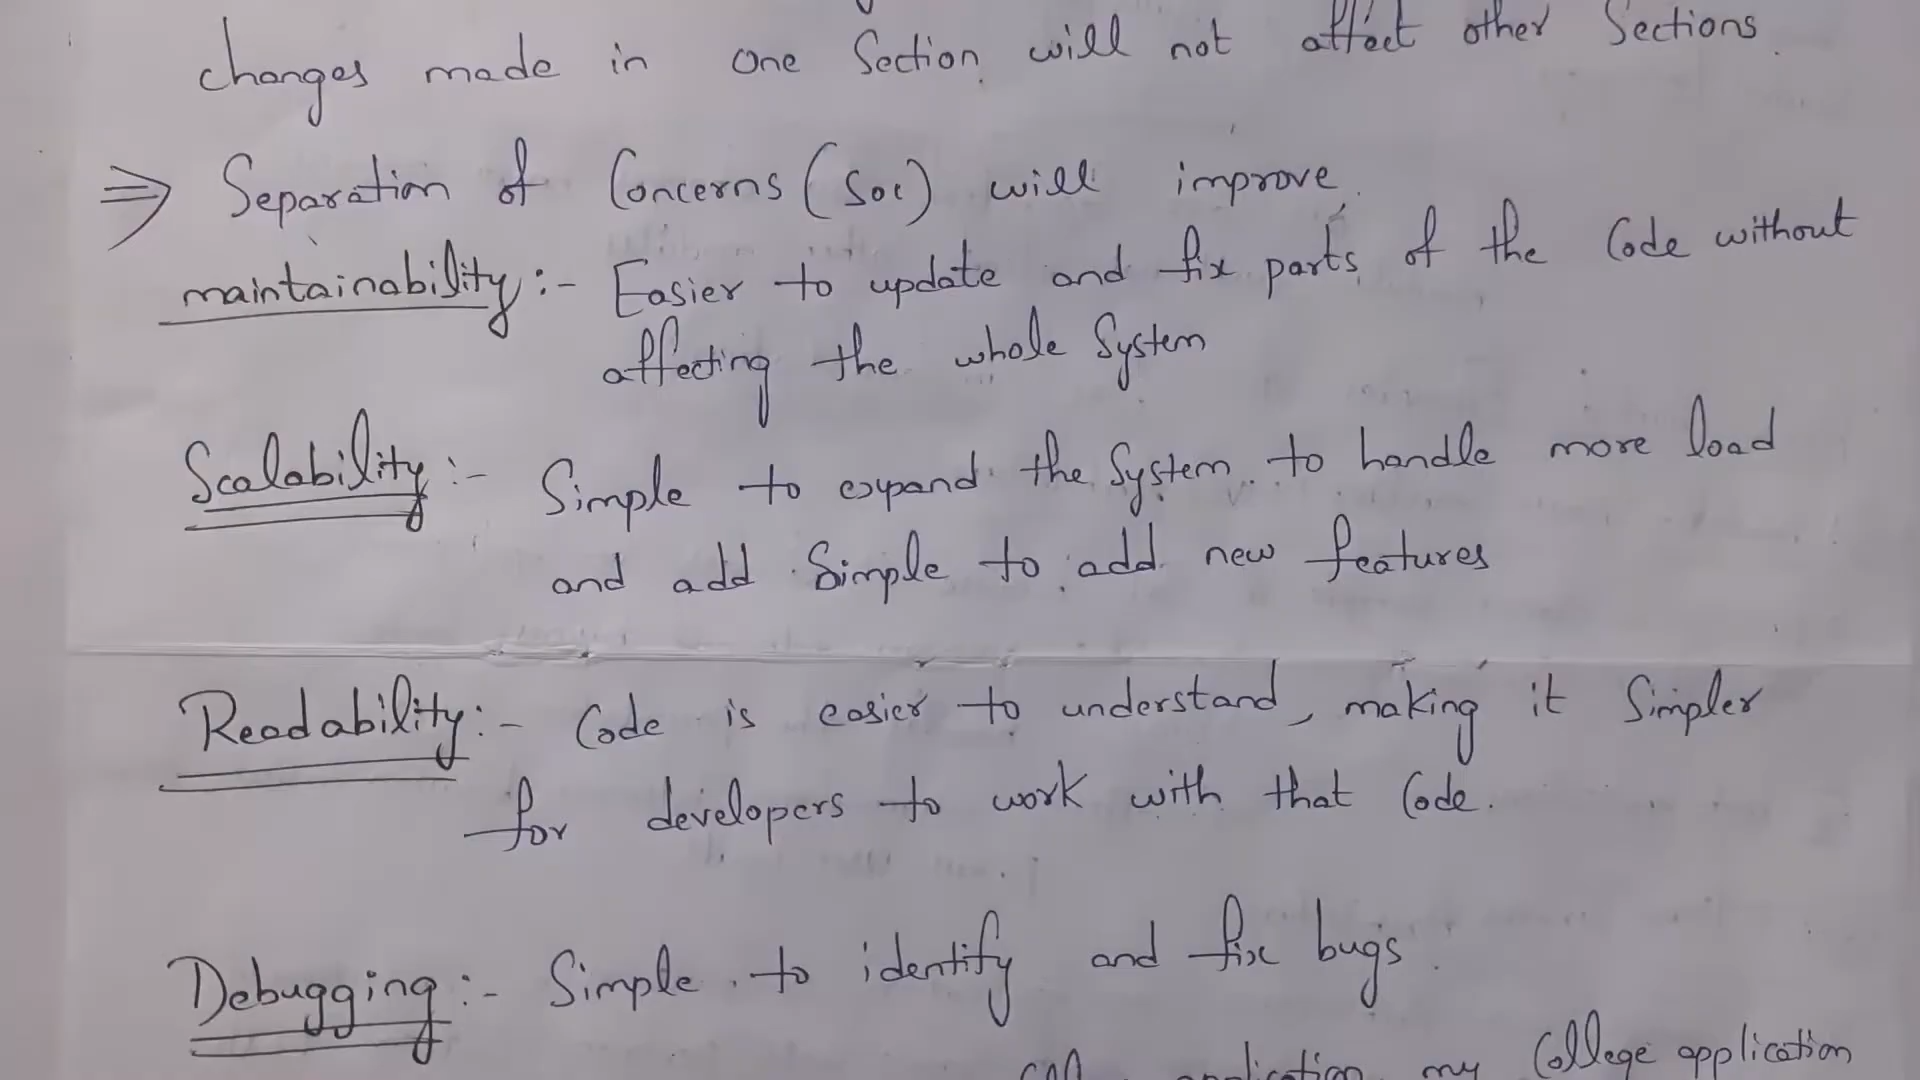 changes made in one Section will not affect other Sections.
⇒ Separation of Concerns (SoC) will improve
maintainability :- Easier to update and fix parts of the Code without
affecting the whole System
Scalability :- Simple to expand the System to handle more load
and add Simple to add new features
Readability :- Code is easier to understand, making it Simpler
for developers to work with that Code.
Debugging :- Simple to identify and fix bugs.
application my College application